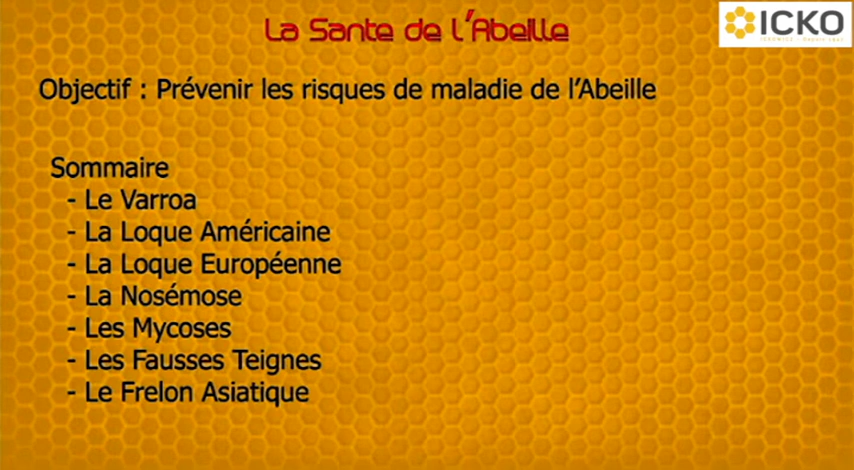 La Sante de l'Abeille
ICKO
Objectif : Prévenir les risques de maladie de l'Abeille
Sommaire
- Le Varroa
- La Loque Américaine
- La Loque Européenne
- La Nosémose
- Les Mycoses
- Les Fausses Teignes
- Le Frelon Asiatique